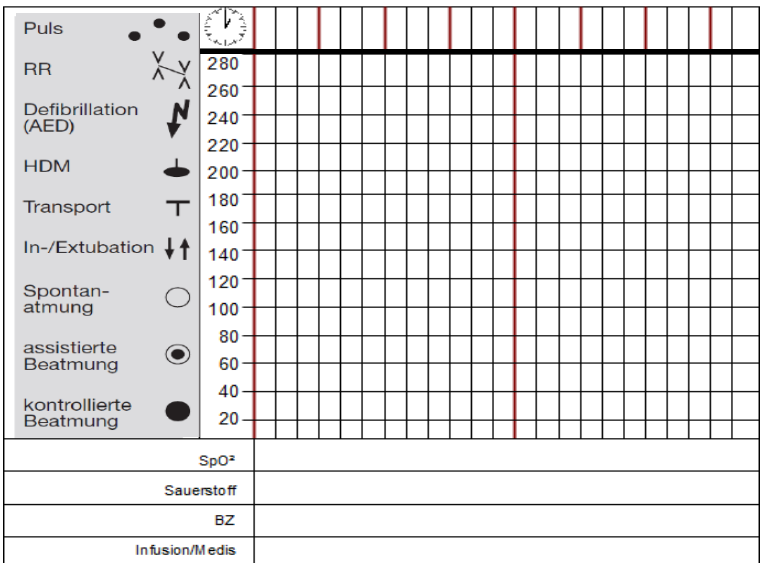 Puls
RR
Defibrillation
(AED)
HDM
Transport
In-/Extubation
Spontan-
atmung
assistierte
Beatmung
kontrollierte
Beatmung
280
260
240
220
200
180
160
140
120
100
80
60
40
20
SpO²
Sauerstoff
BZ
Infusion/Medis